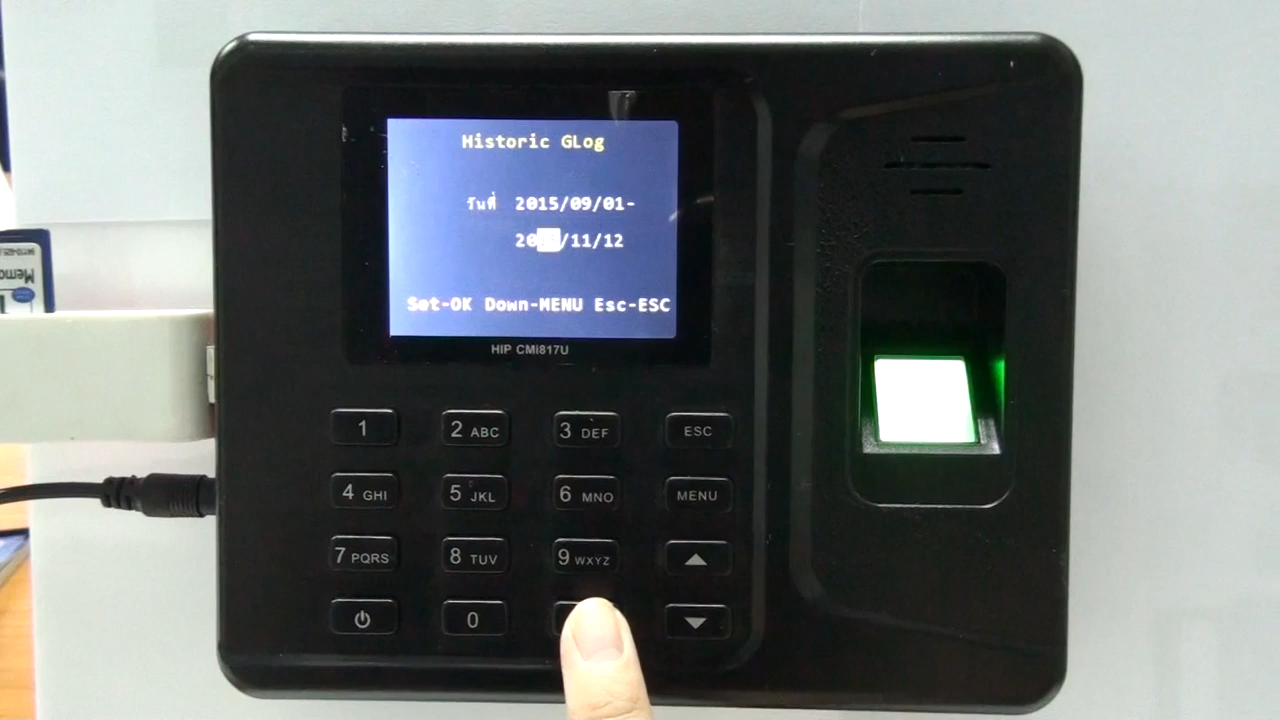 Historic GLog
วันที่ 2015/09/01-
20 /11/12
Set-OK Down-MENU Esc-ESC
HIP CMi817U
1 2 ABC 3 DEF ESC
4 GHI 5 JKL 6 MNO MENU
7 PQRS 8 TUV 9 WXYZ
0